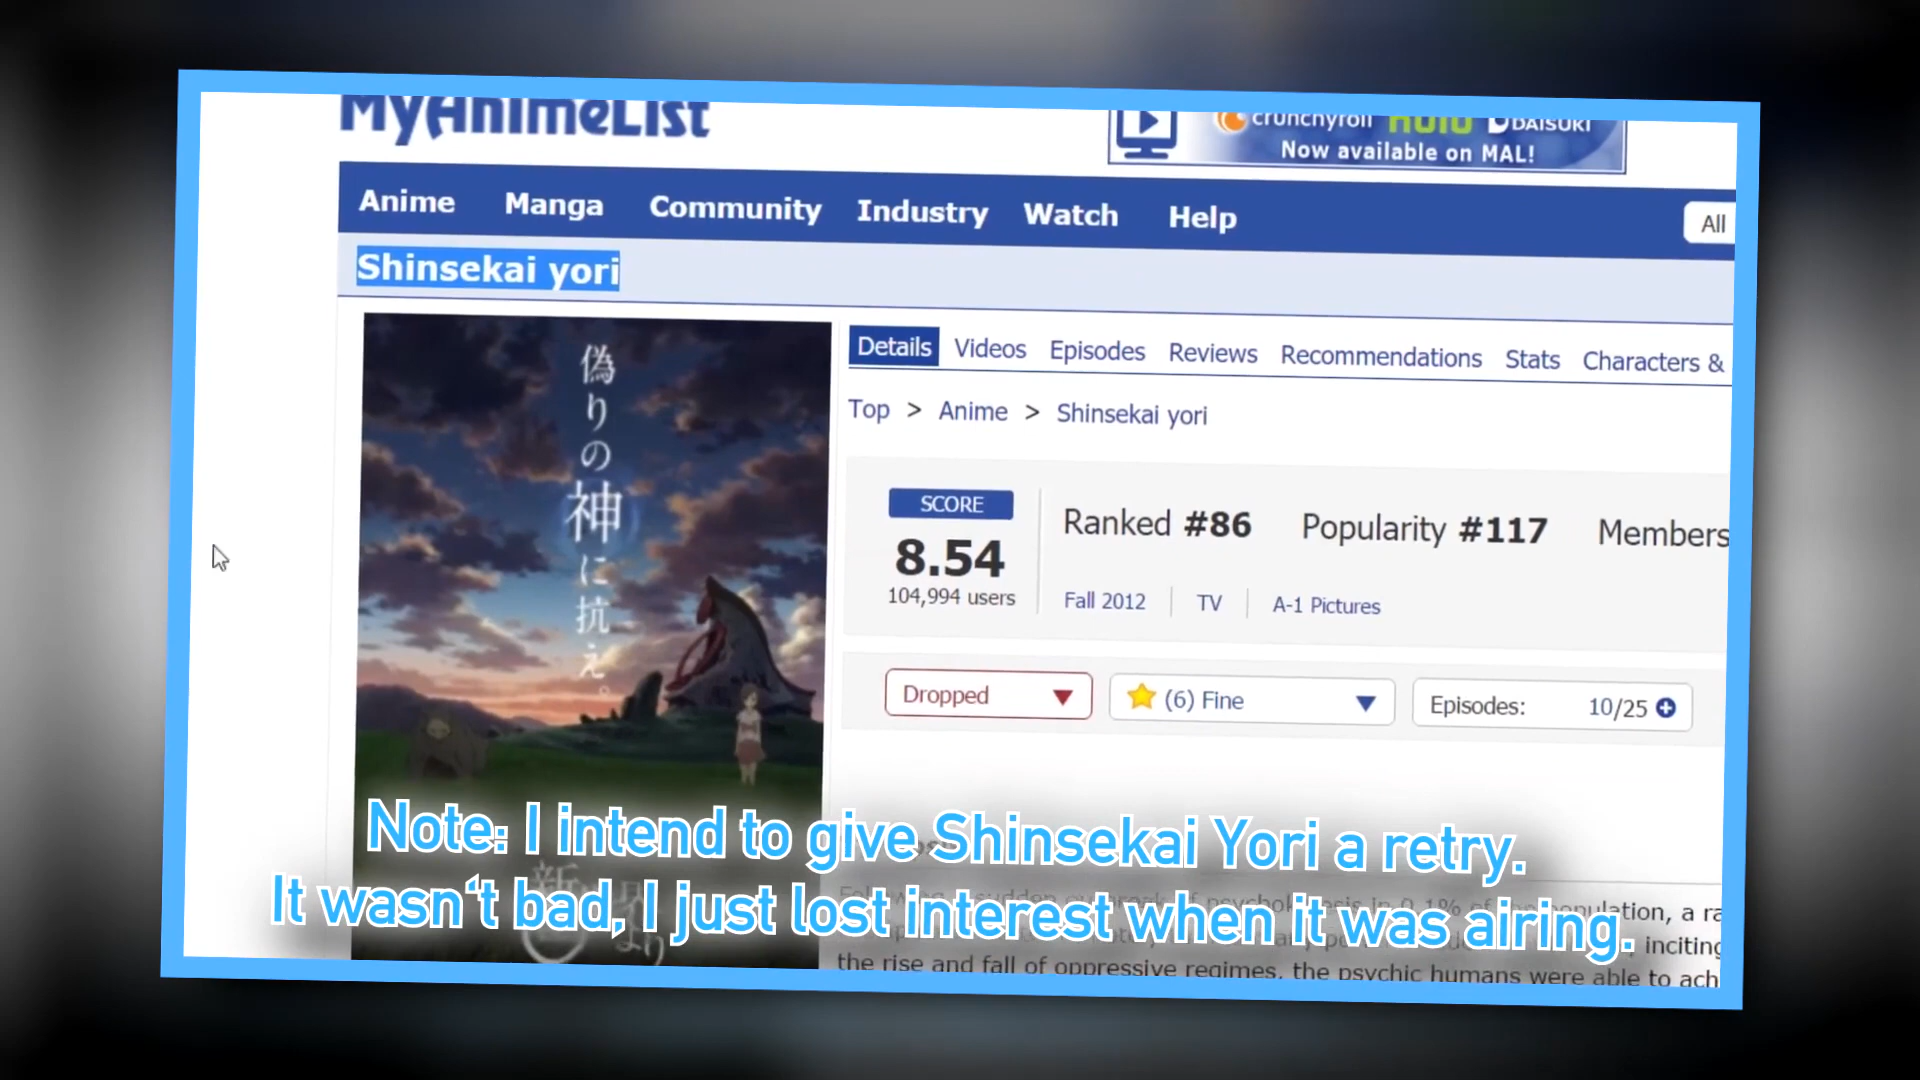 MyAnimeList
crunchyroll hulu DAISUKI
Now available on MAL!
Anime Manga Community Industry Watch Help
All
Shinsekai yori
Details Videos Episodes Reviews Recommendations Stats Characters &
Top > Anime > Shinsekai yori
偽りの神に抗え。
SCORE
8.54
104,994 users
Ranked #86 Popularity #117 Members
Fall 2012 TV A-1 Pictures
Dropped (6) Fine Episodes: 10/25
Note: I intend to give Shinsekai Yori a retry.
It wasn't bad, I just lost interest when it was airing.
population, a ra
inciting
the rise and fall of oppressive regimes, the psychic humans were able to ach